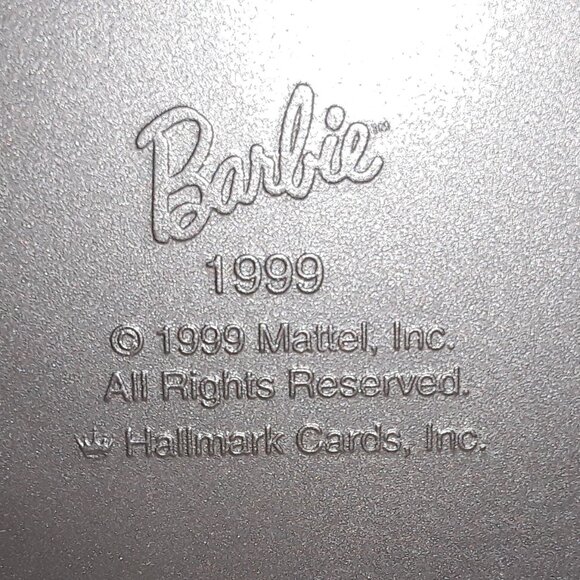 Barbie™
1999
© 1999 Mattel, Inc.
All Rights Reserved.
Hallmark Cards, Inc.